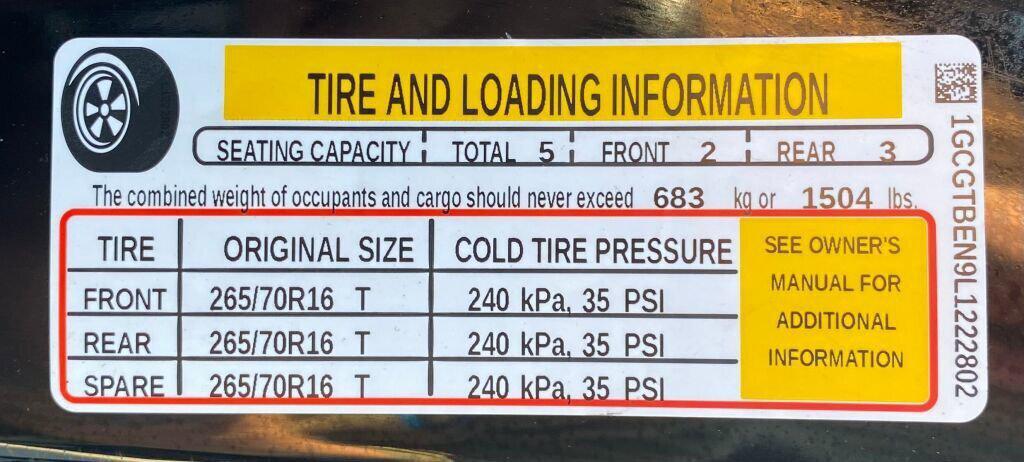 TIRE AND LOADING INFORMATION
SEATING CAPACITY TOTAL 5 FRONT 2 REAR 3
The combined weight of occupants and cargo should never exceed 683 kg or 1504 lbs.
TIRE ORIGINAL SIZE COLD TIRE PRESSURE
FRONT 265/70R16 T 240 kPa, 35 PSI
REAR 265/70R16 T 240 kPa, 35 PSI
SPARE 265/70R16 T 240 kPa, 35 PSI
SEE OWNER'S
MANUAL FOR
ADDITIONAL
INFORMATION
1GCGTBEN9L1222802